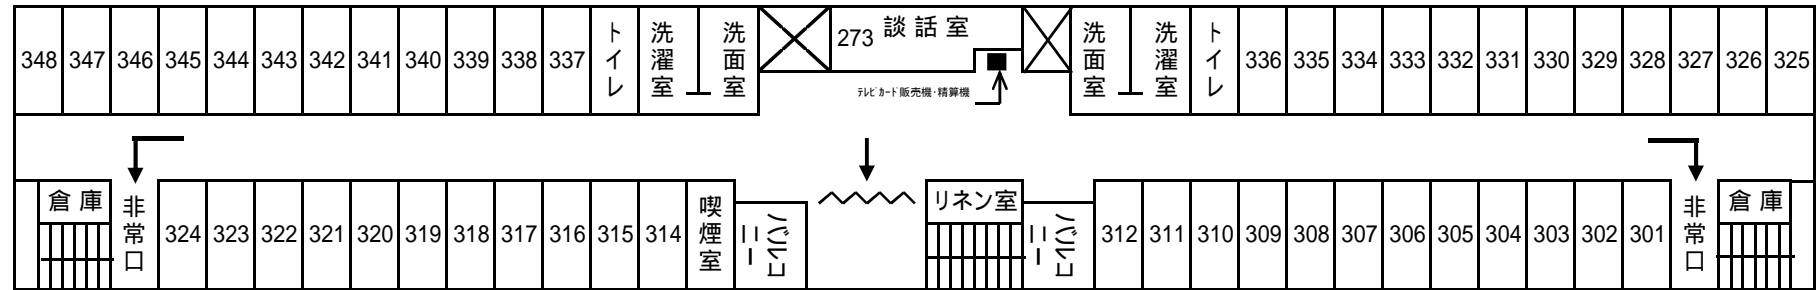 348 347 346 345 344 343 342 341 340 339 338 337 トイレ 洗濯室 洗面室 273 談話室 洗面室 洗濯室 トイレ 336 335 334 333 332 331 330 329 328 327 326 325
ﾃﾚﾋﾞｶｰﾄﾞ販売機・精算機
倉庫 非常口 324 323 322 321 320 319 318 317 316 315 314 喫煙室 バルコニー リネン室 バルコニー 312 311 310 309 308 307 306 305 304 303 302 301 非常口 倉庫